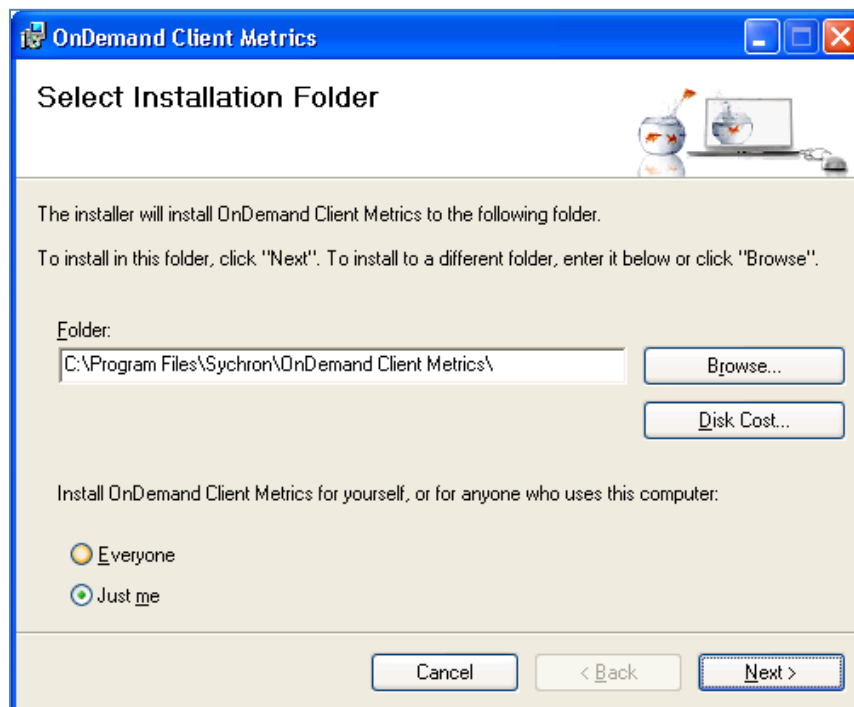 OnDemand Client Metrics
Select Installation Folder
The installer will install OnDemand Client Metrics to the following folder.
To install in this folder, click "Next". To install to a different folder, enter it below or click "Browse".
Folder:
C:\Program Files\Sychron\OnDemand Client Metrics\
Browse...
Disk Cost...
Install OnDemand Client Metrics for yourself, or for anyone who uses this computer:
Everyone
Just me
Cancel
< Back
Next >